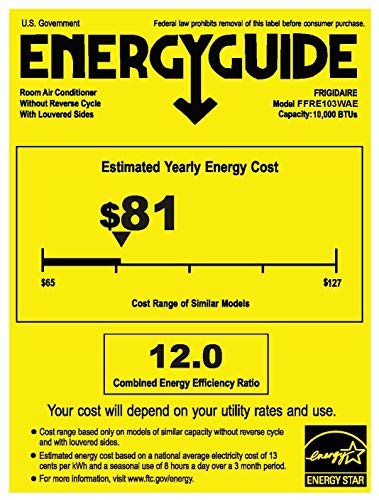 U.S. Government Federal law prohibits removal of this label before consumer purchase.
ENERGYGUIDE
Room Air Conditioner
Without Reverse Cycle
With Louvered Sides
FRIGIDAIRE
Model FFRE103WAE
Capacity: 10,000 BTUs
Estimated Yearly Energy Cost
$81
$65 $127
Cost Range of Similar Models
12.0
Combined Energy Efficiency Ratio
Your cost will depend on your utility rates and use.
● Cost range based only on models of similar capacity without reverse cycle
and with louvered sides.
● Estimated energy cost based on a national average electricity cost of 13
cents per kWh and a seasonal use of 8 hours a day over a 3 month period.
● For more information, visit www.ftc.gov/energy.
energy
ENERGY STAR